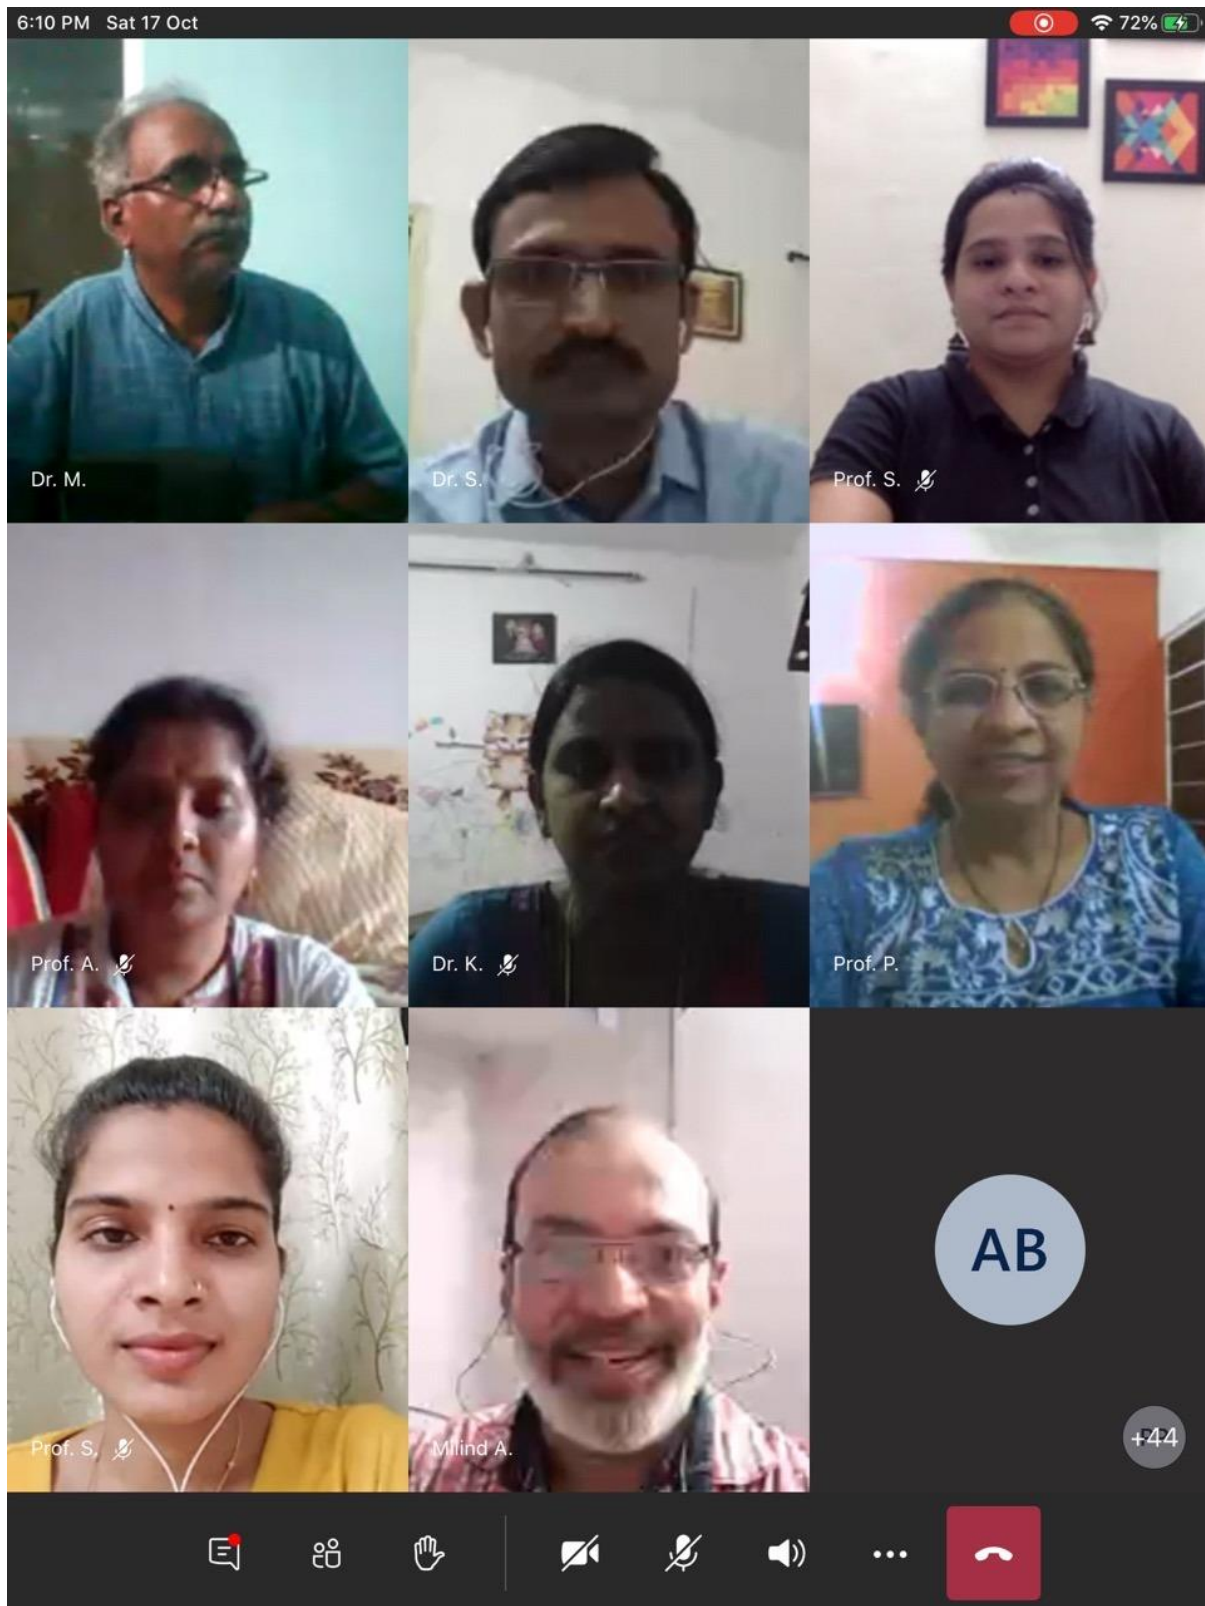 6:10 PM Sat 17 Oct
72%
Dr. M.
Dr. S.
Prof. S.
Prof. A.
Dr. K.
Prof. P.
Prof. S,
Milind A.
AB
+44